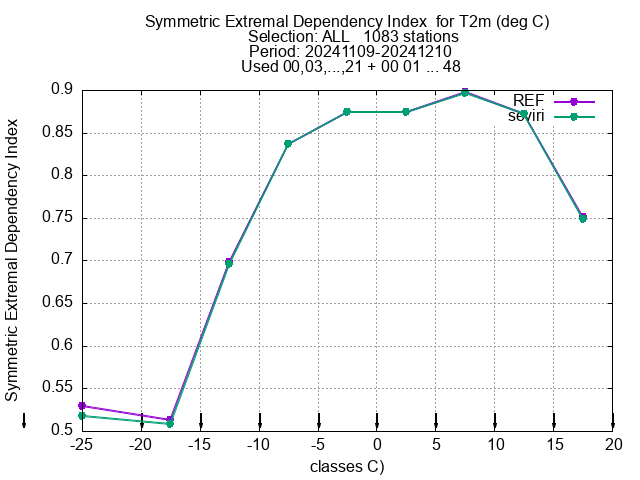 Symmetric Extremal Dependency Index  for T2m (deg C)
Selection: ALL   1083 stations
Period: 20241109-20241210
Used 00,03,...,21 + 00 01 ... 48
REF
seviri
Symmetric Extremal Dependency Index
0.9
0.85
0.8
0.75
0.7
0.65
0.6
0.55
0.5
-25 -20 -15 -10 -5 0 5 10 15 20
classes C)